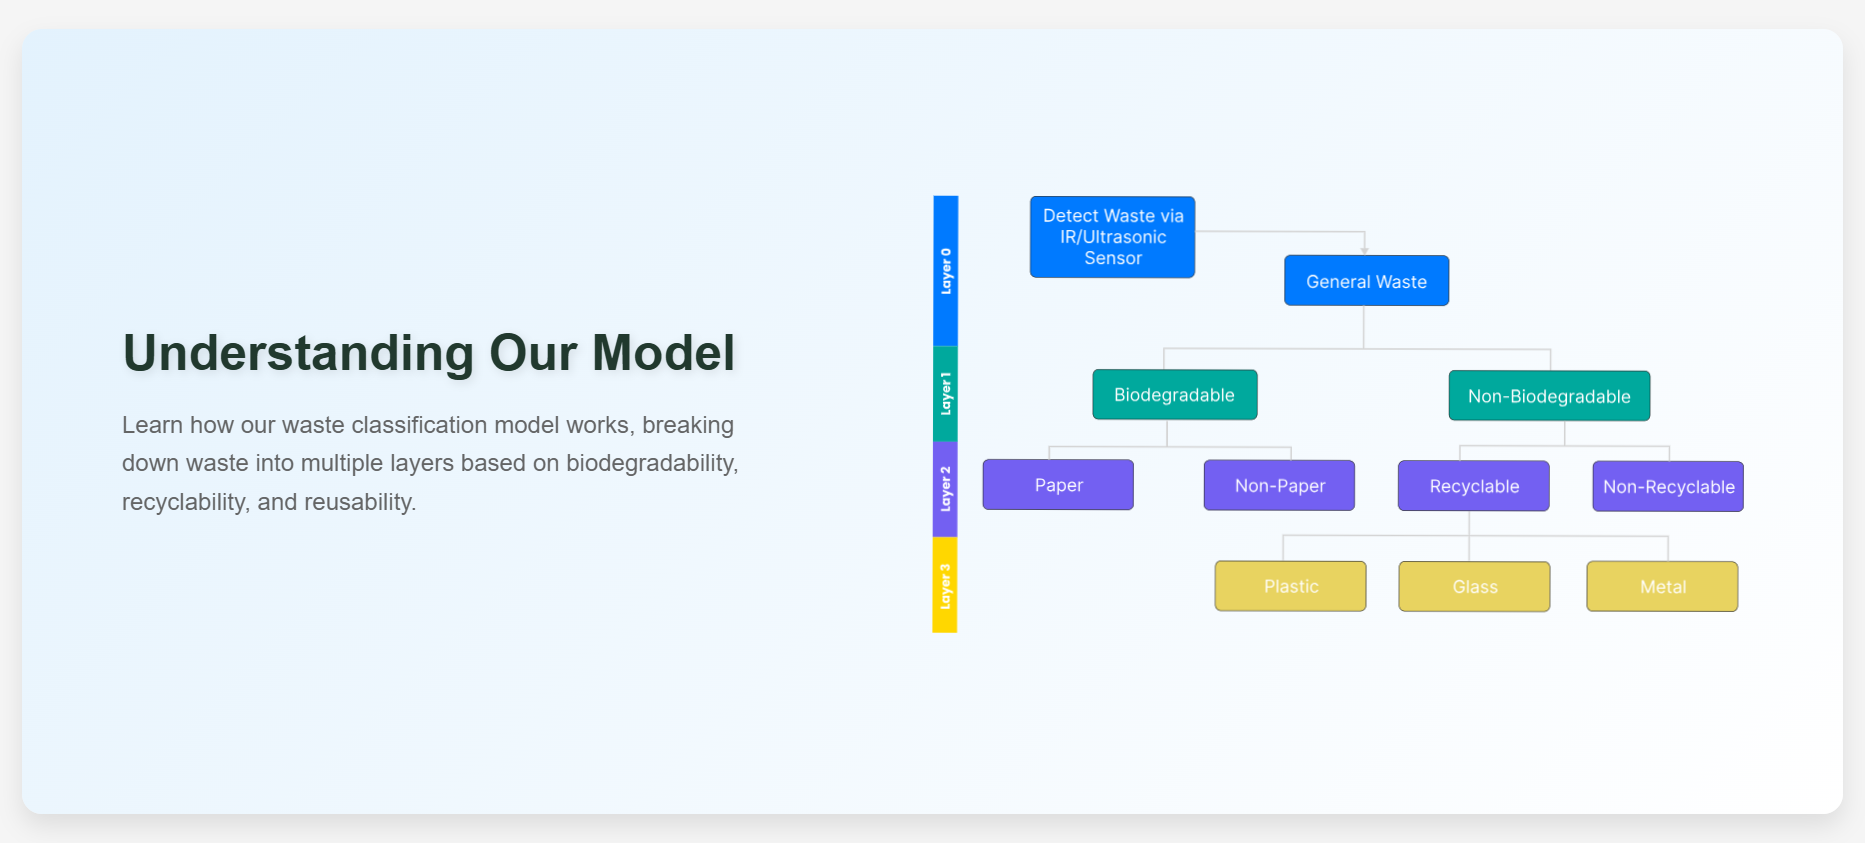 Understanding Our Model
Learn how our waste classification model works, breaking
down waste into multiple layers based on biodegradability,
recyclability, and reusability.
Layer 0
Detect Waste via
IR/Ultrasonic
Sensor
General Waste
Layer 1
Biodegradable
Non-Biodegradable
Layer 2
Paper
Non-Paper
Recyclable
Non-Recyclable
Layer 3
Plastic
Glass
Metal